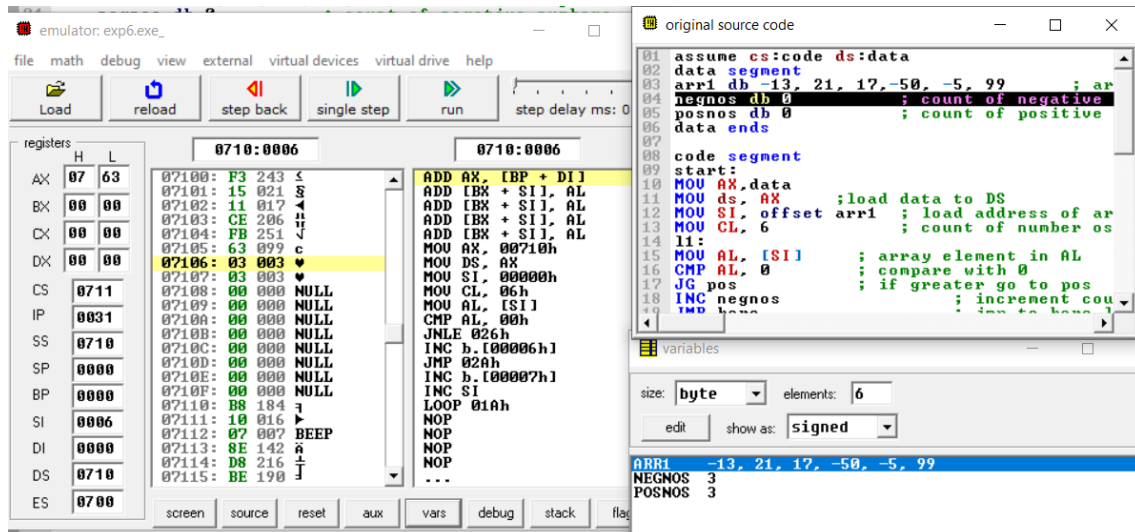 emulator: exp6.exe_
file math debug view external virtual devices virtual drive help
Load reload step back single step run step delay ms: 0
registers
H L
AX 07 63
BX 00 00
CX 00 00
DX 00 00
CS 0711
IP 0031
SS 0710
SP 0000
BP 0000
SI 0006
DI 0000
DS 0710
ES 0700
0710:0006
07100: F3 243 ≤
07101: 15 021 §
07102: 11 017 ◄
07103: CE 206 ╬
07104: FB 251 √
07105: 63 099 c
07106: 03 003 ♥
07107: 03 003 ♥
07108: 00 000 NULL
07109: 00 000 NULL
0710A: 00 000 NULL
0710B: 00 000 NULL
0710C: 00 000 NULL
0710D: 00 000 NULL
0710E: 00 000 NULL
0710F: 00 000 NULL
07110: B8 184 ╕
07111: 10 016 ►
07112: 07 007 BEEP
07113: 8E 142 Ä
07114: D8 216 ╪
07115: BE 190 ╛
0710:0006
ADD AX, [BP + DI]
ADD [BX + SI], AL
ADD [BX + SI], AL
ADD [BX + SI], AL
ADD [BX + SI], AL
MOV AX, 00710h
MOV DS, AX
MOV SI, 00000h
MOV CL, 06h
MOV AL, [SI]
CMP AL, 00h
JNLE 026h
INC b.[00006h]
JMP 02Ah
INC b.[00007h]
INC SI
LOOP 01Ah
NOP
NOP
NOP
NOP
...
screen source reset aux vars debug stack flag
original source code
01 assume cs:code ds:data
02 data segment
03 arr1 db -13, 21, 17,-50, -5, 99 ; ar
04 negnos db 0 ; count of negative
05 posnos db 0 ; count of positive
06 data ends
07
08 code segment
09 start:
10 MOV AX,data
11 MOV ds, AX ;load data to DS
12 MOV SI, offset arr1 ; load address of ar
13 MOV CL, 6 ; count of number os
14 l1:
15 MOV AL, [SI] ; array element in AL
16 CMP AL, 0 ; compare with 0
17 JG pos ; if greater go to pos
18 INC negnos ; increment cou
variables
size: byte elements: 6
edit show as: signed
ARR1 -13, 21, 17, -50, -5, 99
NEGNOS 3
POSNOS 3